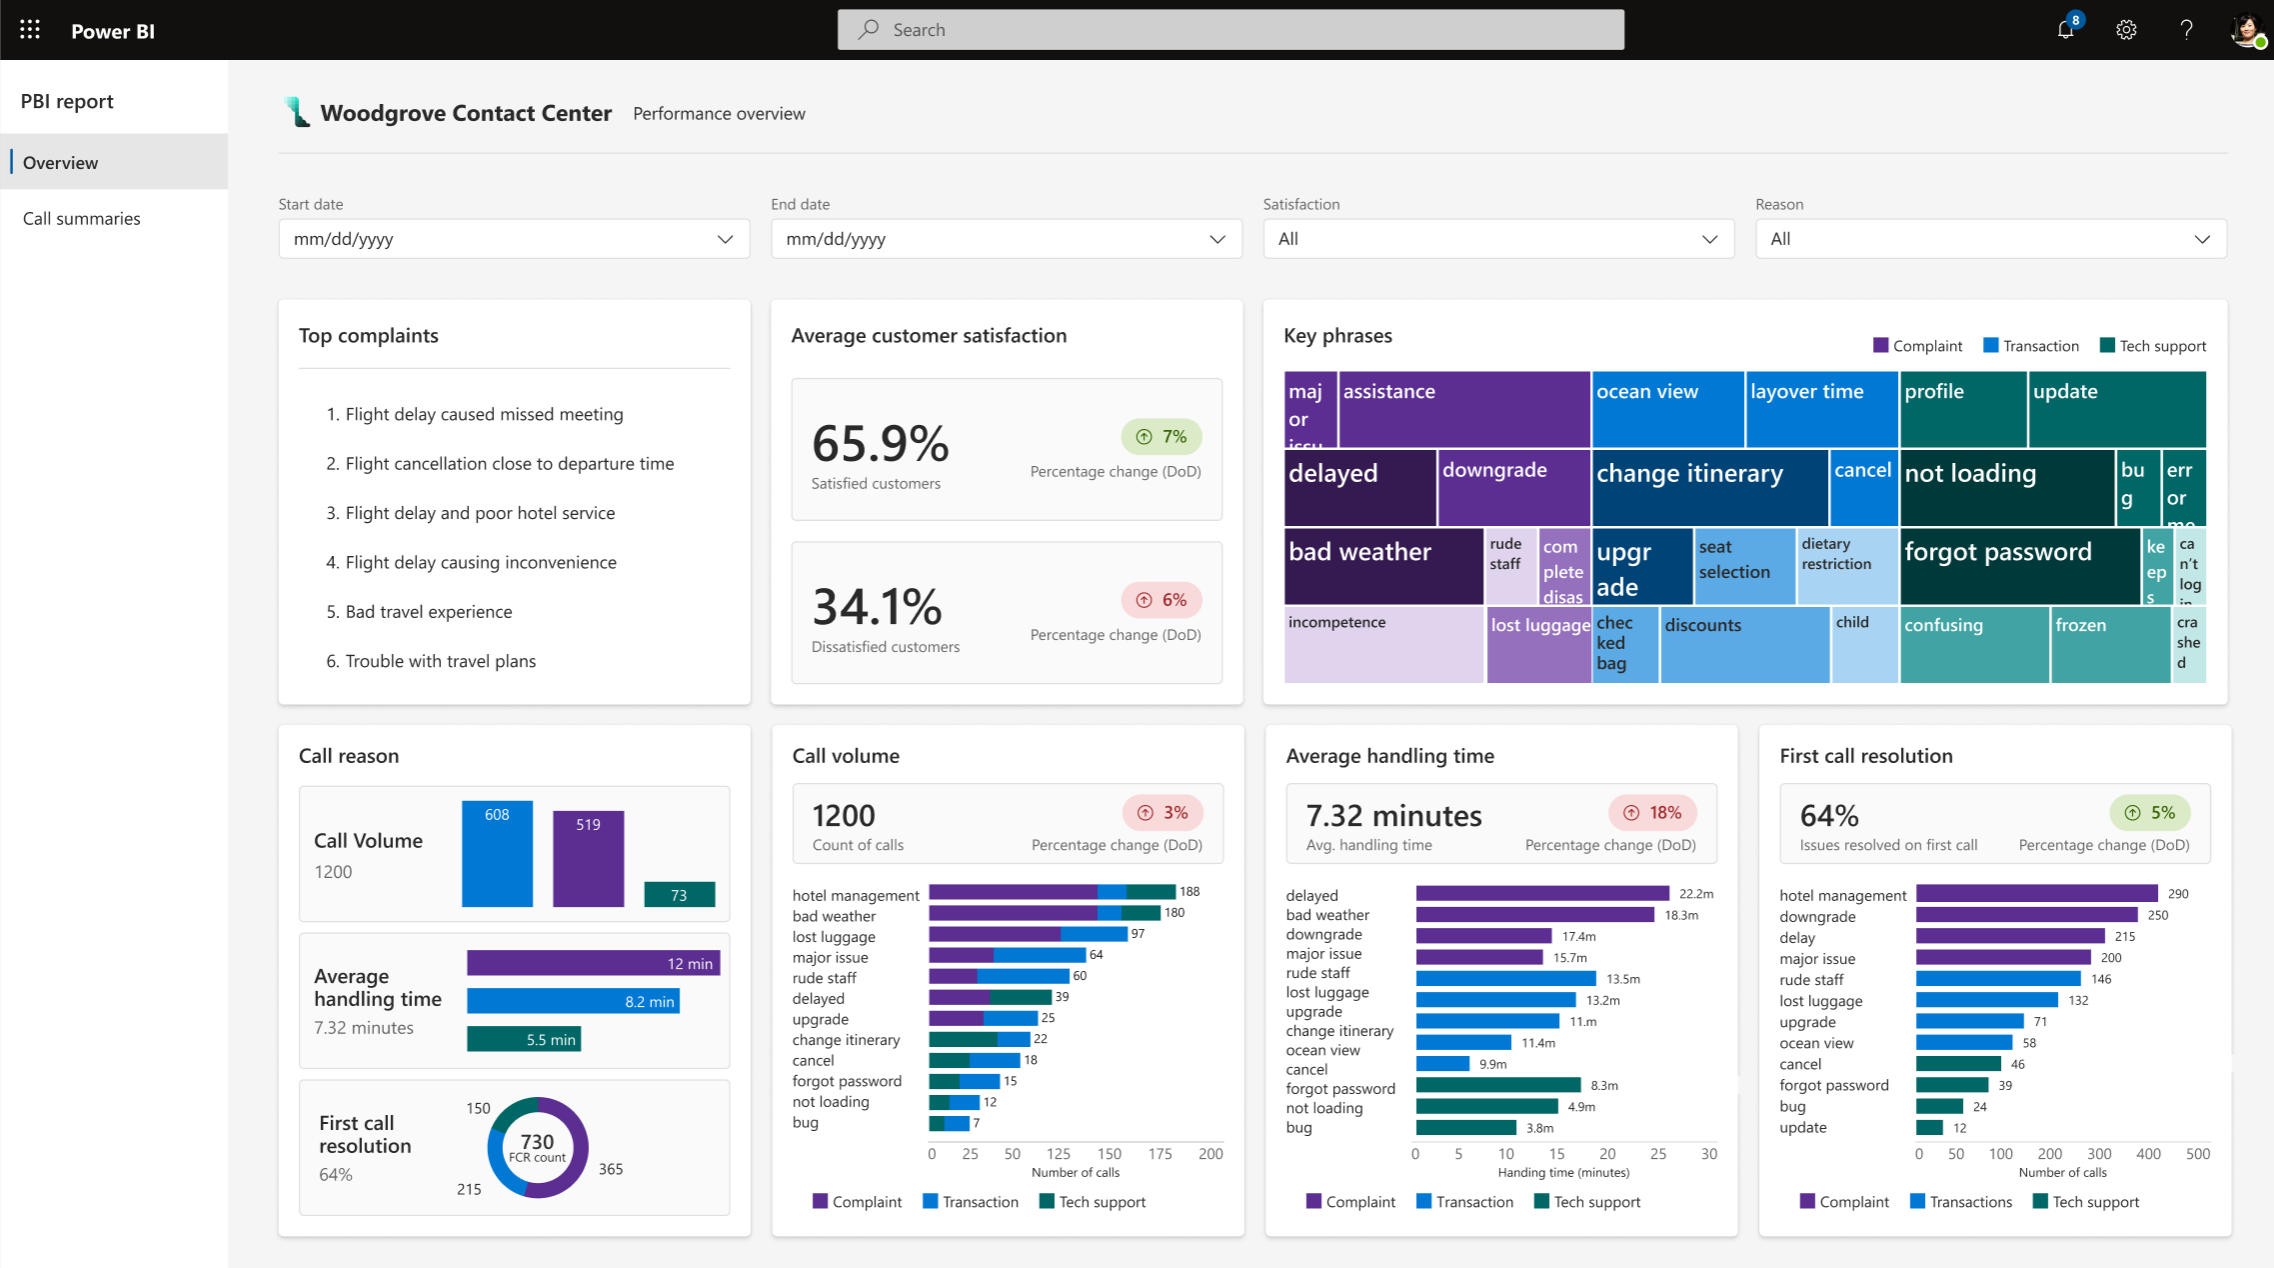 Power BI
Search
8
PBI report
Overview
Call summaries
Woodgrove Contact Center
Performance overview
Start date
mm/dd/yyyy
End date
mm/dd/yyyy
Satisfaction
All
Reason
All
Top complaints
1. Flight delay caused missed meeting
2. Flight cancellation close to departure time
3. Flight delay and poor hotel service
4. Flight delay causing inconvenience
5. Bad travel experience
6. Trouble with travel plans
Average customer satisfaction
65.9%
Satisfied customers
7%
Percentage change (DoD)
34.1%
Dissatisfied customers
6%
Percentage change (DoD)
Key phrases
Complaint
Transaction
Tech support
maj
or
issu
assistance
ocean view
layover time
profile
update
delayed
downgrade
change itinerary
cancel
not loading
bu
g
err
or
bad weather
rude
staff
com
plete
disas
upgr
ade
seat
selection
dietary
restriction
forgot password
ke
ep
s
ca
n't
log
in
incompetence
lost luggage
chec
ked
bag
discounts
child
confusing
frozen
cra
she
d
Call reason
Call Volume
1200
608
519
73
Average
handling time
7.32 minutes
12 min
8.2 min
5.5 min
First call
resolution
64%
150
730
FCR count
365
215
Call volume
1200
Count of calls
3%
Percentage change (DoD)
hotel management 188
bad weather 180
lost luggage 97
major issue 64
rude staff 60
delayed 39
upgrade 25
change itinerary 22
cancel 18
forgot password 15
not loading 12
bug 7
0 25 50 125 150 175 200
Number of calls
Complaint
Transaction
Tech support
Average handling time
7.32 minutes
Avg. handling time
18%
Percentage change (DoD)
delayed
bad weather
downgrade
major issue
rude staff
lost luggage
upgrade
change itinerary
ocean view
cancel
forgot password
not loading
bug
22.2m
18.3m
17.4m
15.7m
13.5m
13.2m
11.m
11.4m
9.9m
8.3m
4.9m
3.8m
0 5 10 15 20 25 30
Handing time (minutes)
Complaint
Transaction
Tech support
First call resolution
64%
Issues resolved on first call
5%
Percentage change (DoD)
hotel management 290
downgrade 250
delay 215
major issue 200
rude staff 146
lost luggage 132
upgrade 71
ocean view 58
cancel 46
forgot password 39
bug 24
update 12
0 50 100 200 300 400 500
Number of calls
Complaint
Transactions
Tech support